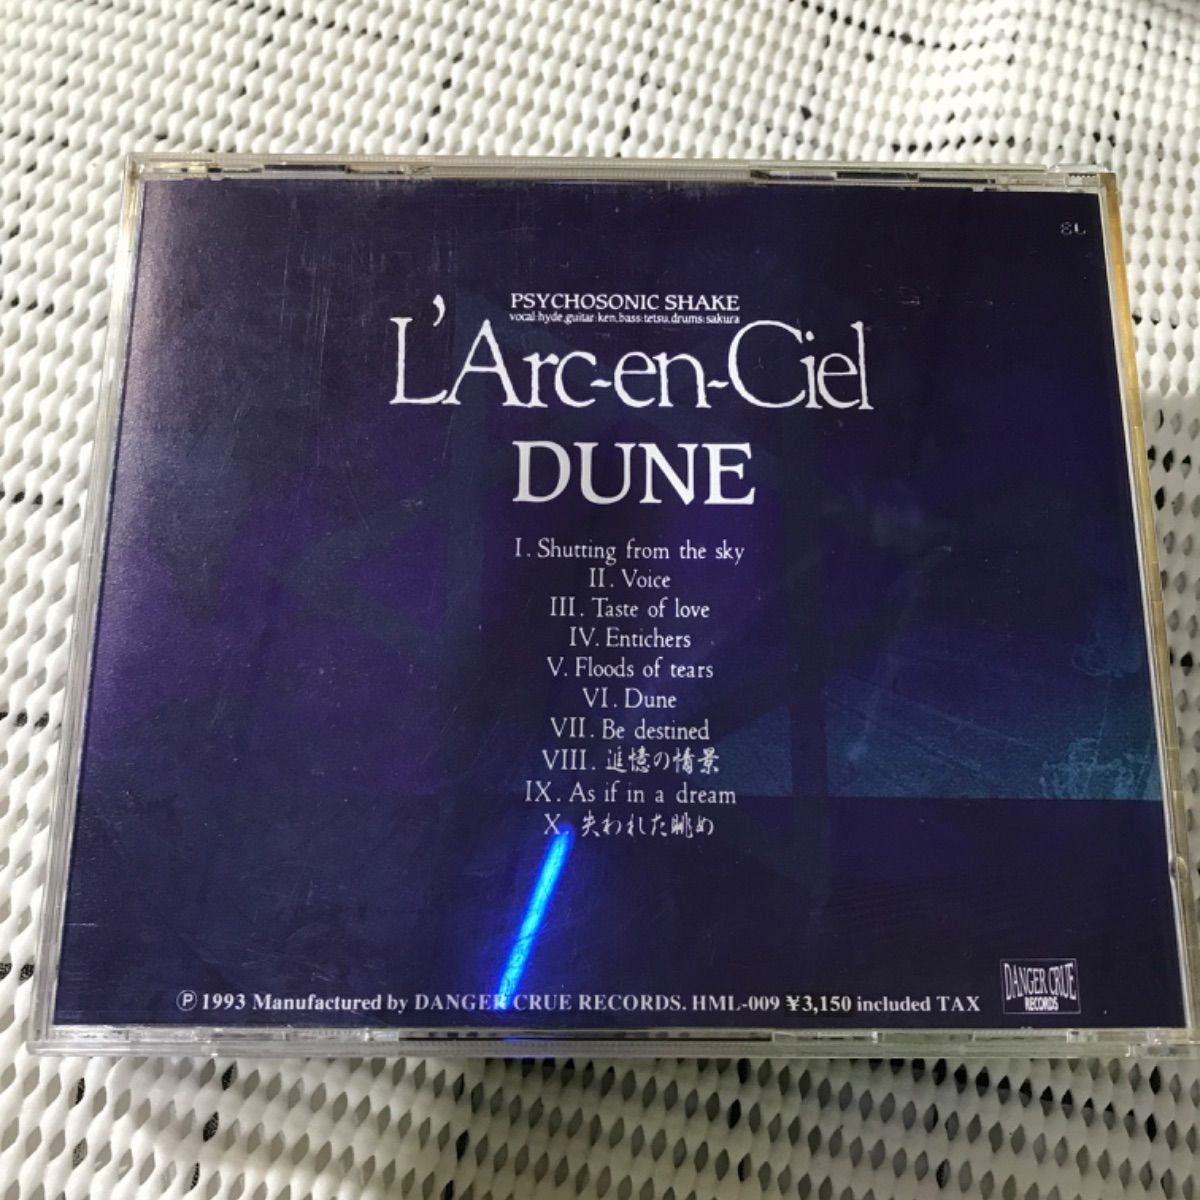 PSYCHOSONIC SHAKE
vocal:hyde,guitar:ken,bass:tetsu,drums:sakura
L'Arc-en-Ciel
DUNE
I. Shutting from the sky
II. Voice
III. Taste of love
IV. Entichers
V. Floods of tears
VI. Dune
VII. Be destined
VIII. 追憶の情景
IX. As if in a dream
X. 失われた眺め
Ⓟ 1993 Manufactured by DANGER CRUE RECORDS. HML-009 ¥3,150 included TAX
DANGER CRUE
RECORDS